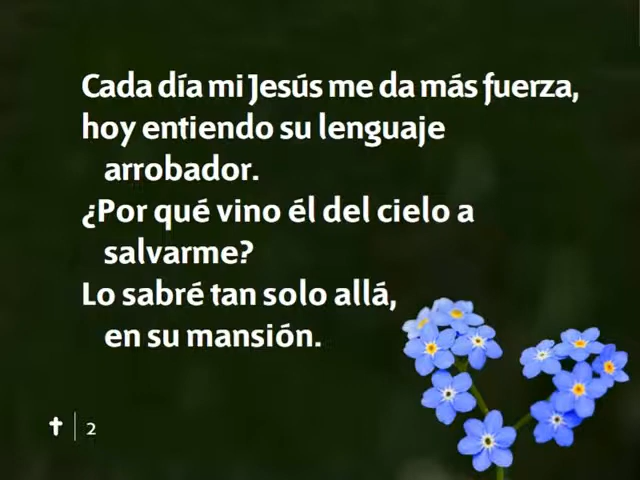 Cada día mi Jesús me da más fuerza,
hoy entiendo su lenguaje
arrobador.
¿Por qué vino él del cielo a
salvarme?
Lo sabré tan solo allá,
en su mansión.
2